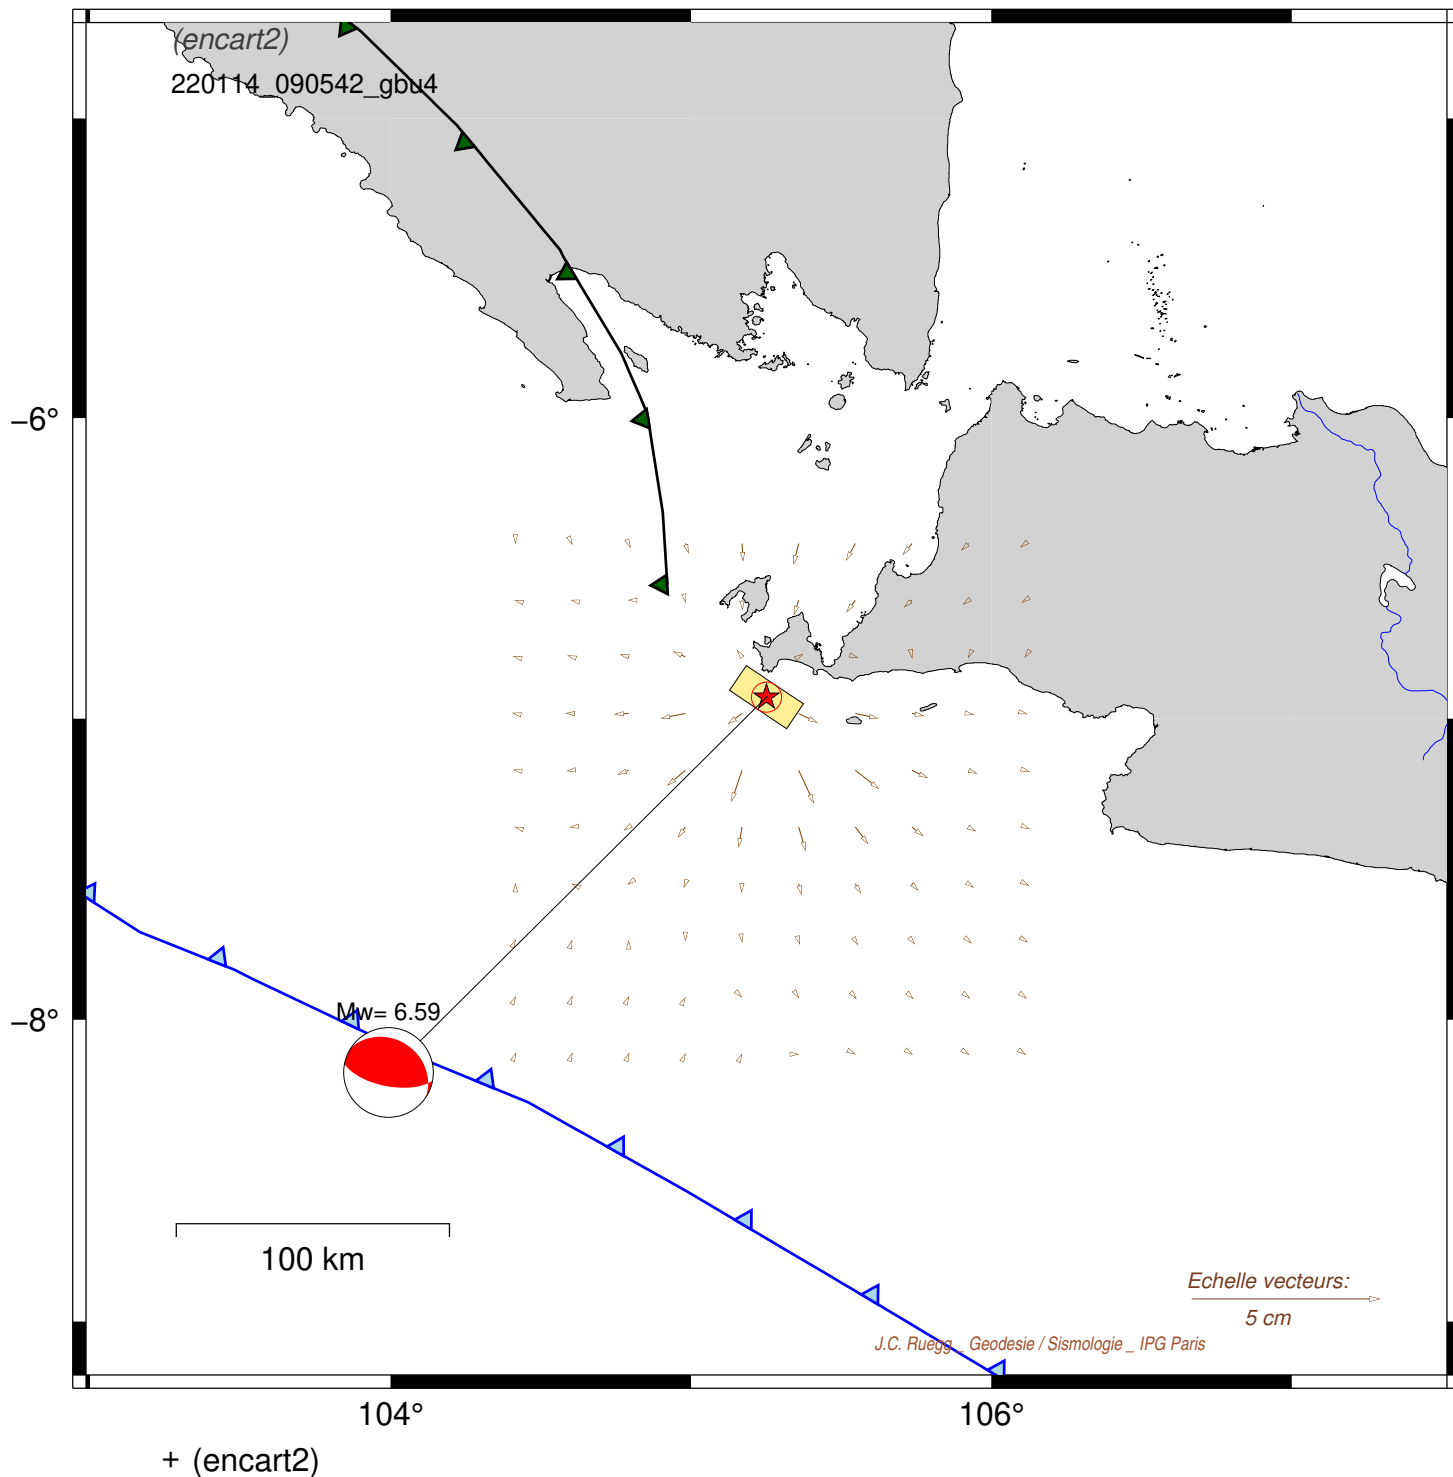 (encart2)
220114_090542_gbu4
−6°
−8°
Mw= 6.59
100 km
Echelle vecteurs:
5 cm
J.C. Ruegg _ Geodesie / Sismologie _ IPG Paris
104°
106°
+ (encart2)